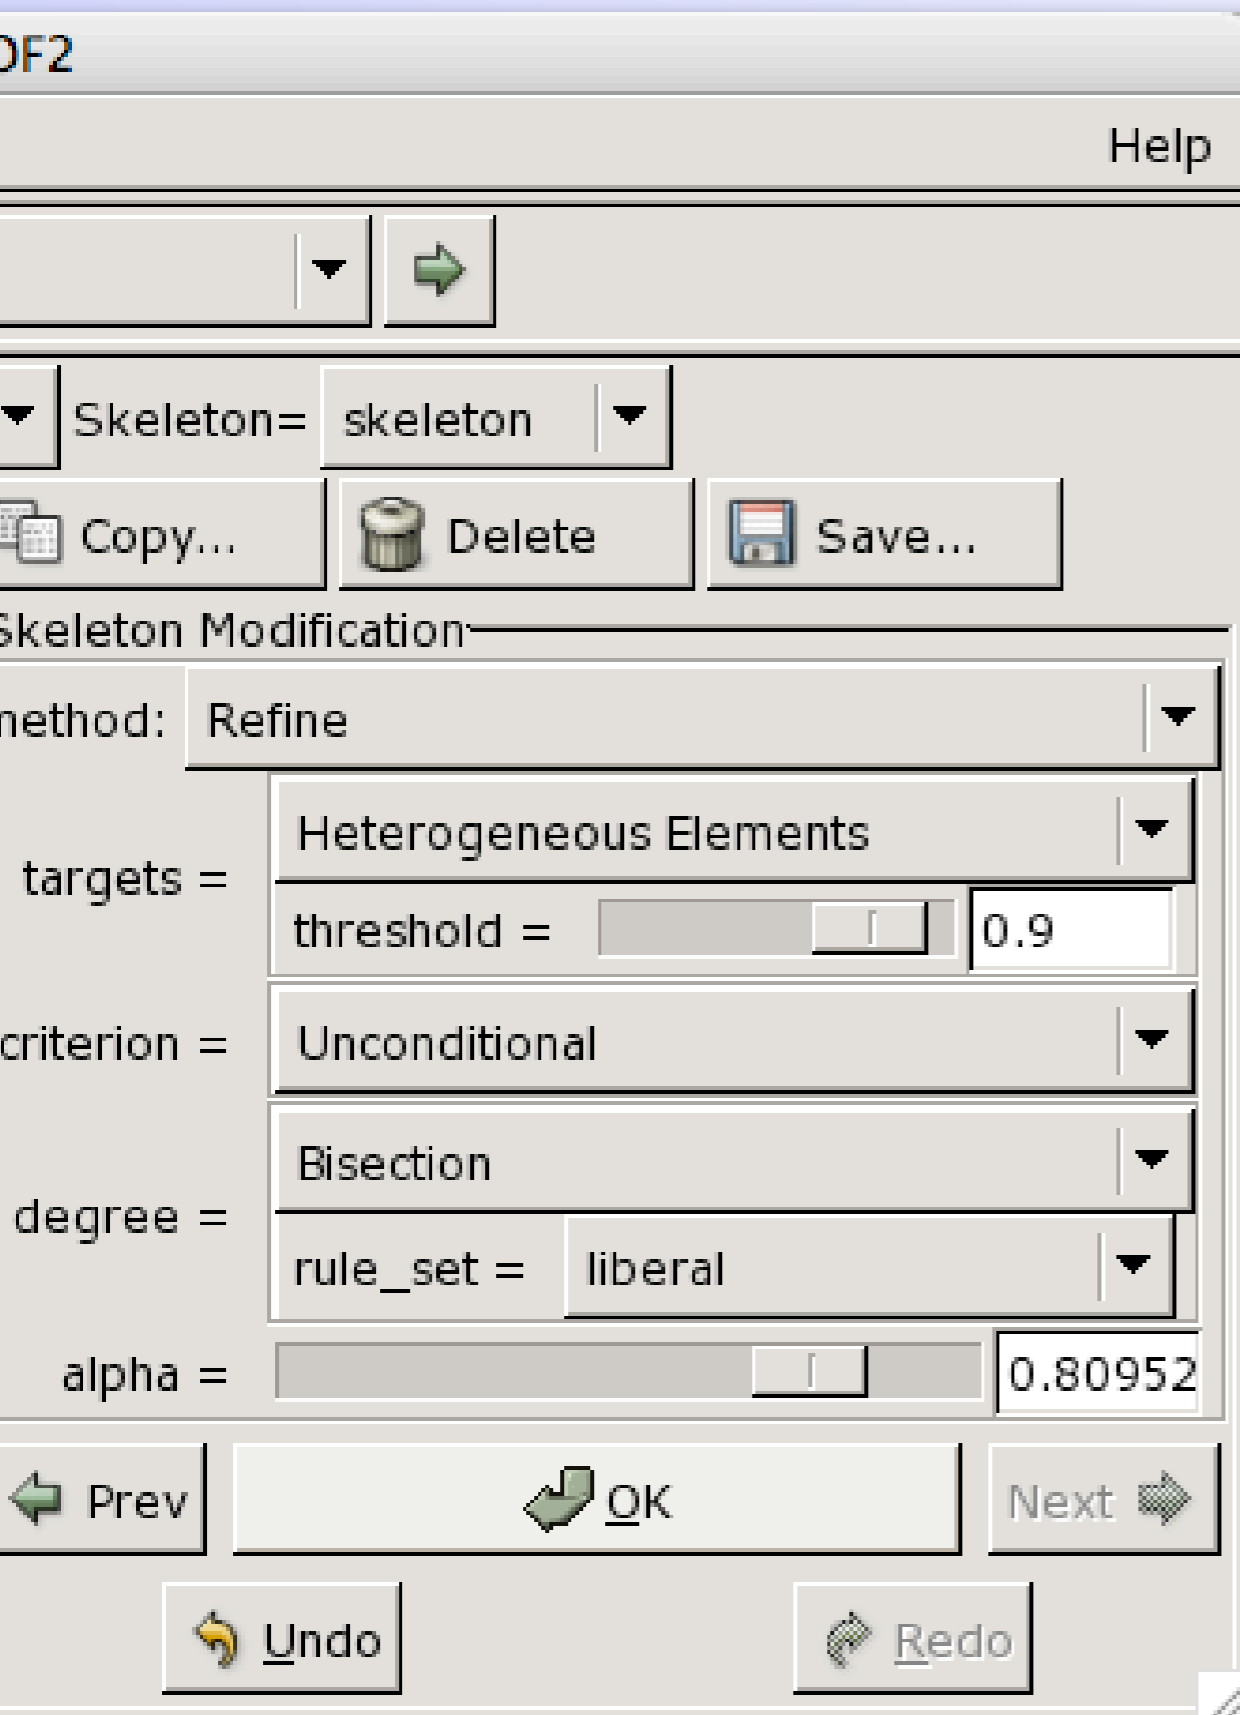 OF2
Help
Skeleton= skeleton
Copy... Delete Save...
Skeleton Modification
method: Refine
Heterogeneous Elements
targets =
threshold = 0.9
criterion = Unconditional
Bisection
degree =
rule_set = liberal
alpha = 0.80952
Prev OK Next
Undo Redo